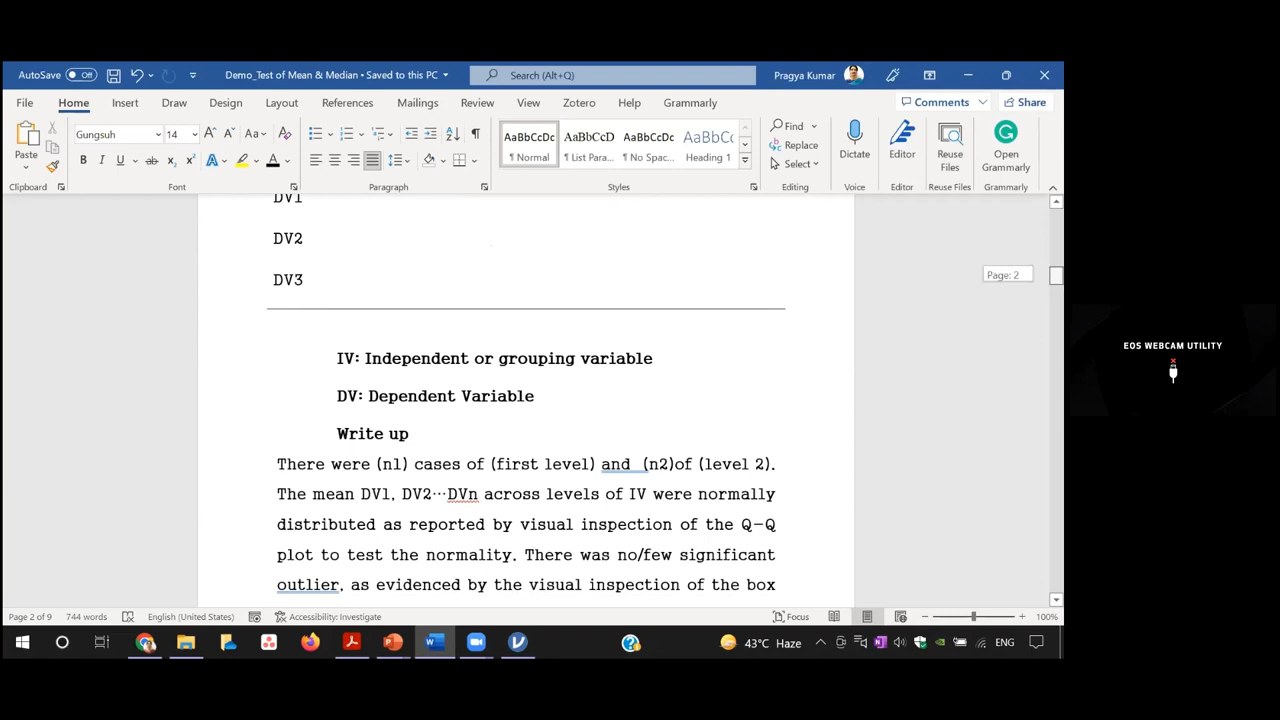 AutoSave Off Demo_Test of Mean & Median • Saved to this PC Search (Alt+Q) Pragya Kumar
File Home Insert Draw Design Layout References Mailings Review View Zotero Help Grammarly Comments Share
Gungsuh 14 Aa
AaBbCcDc AaBbCcD AaBbCcDc AaBbCc
Find
Replace
Select
Paste
B I U ab x₂ x² A A
¶ Normal ¶ List Para... ¶ No Spac... Heading 1
Dictate Editor Reuse Files Open Grammarly
Clipboard Font Paragraph Styles Editing Voice Editor Reuse Files Grammarly
DV1
DV2
DV3
Page: 2
IV: Independent or grouping variable
DV: Dependent Variable
Write up
There were (n1) cases of (first level) and (n2)of (level 2).
The mean DV1, DV2…DVn across levels of IV were normally
distributed as reported by visual inspection of the Q-Q
plot to test the normality. There was no/few significant
outlier, as evidenced by the visual inspection of the box
EOS WEBCAM UTILITY
Page 2 of 9 744 words English (United States) Accessibility: Investigate Focus 100%
43°C Haze ENG